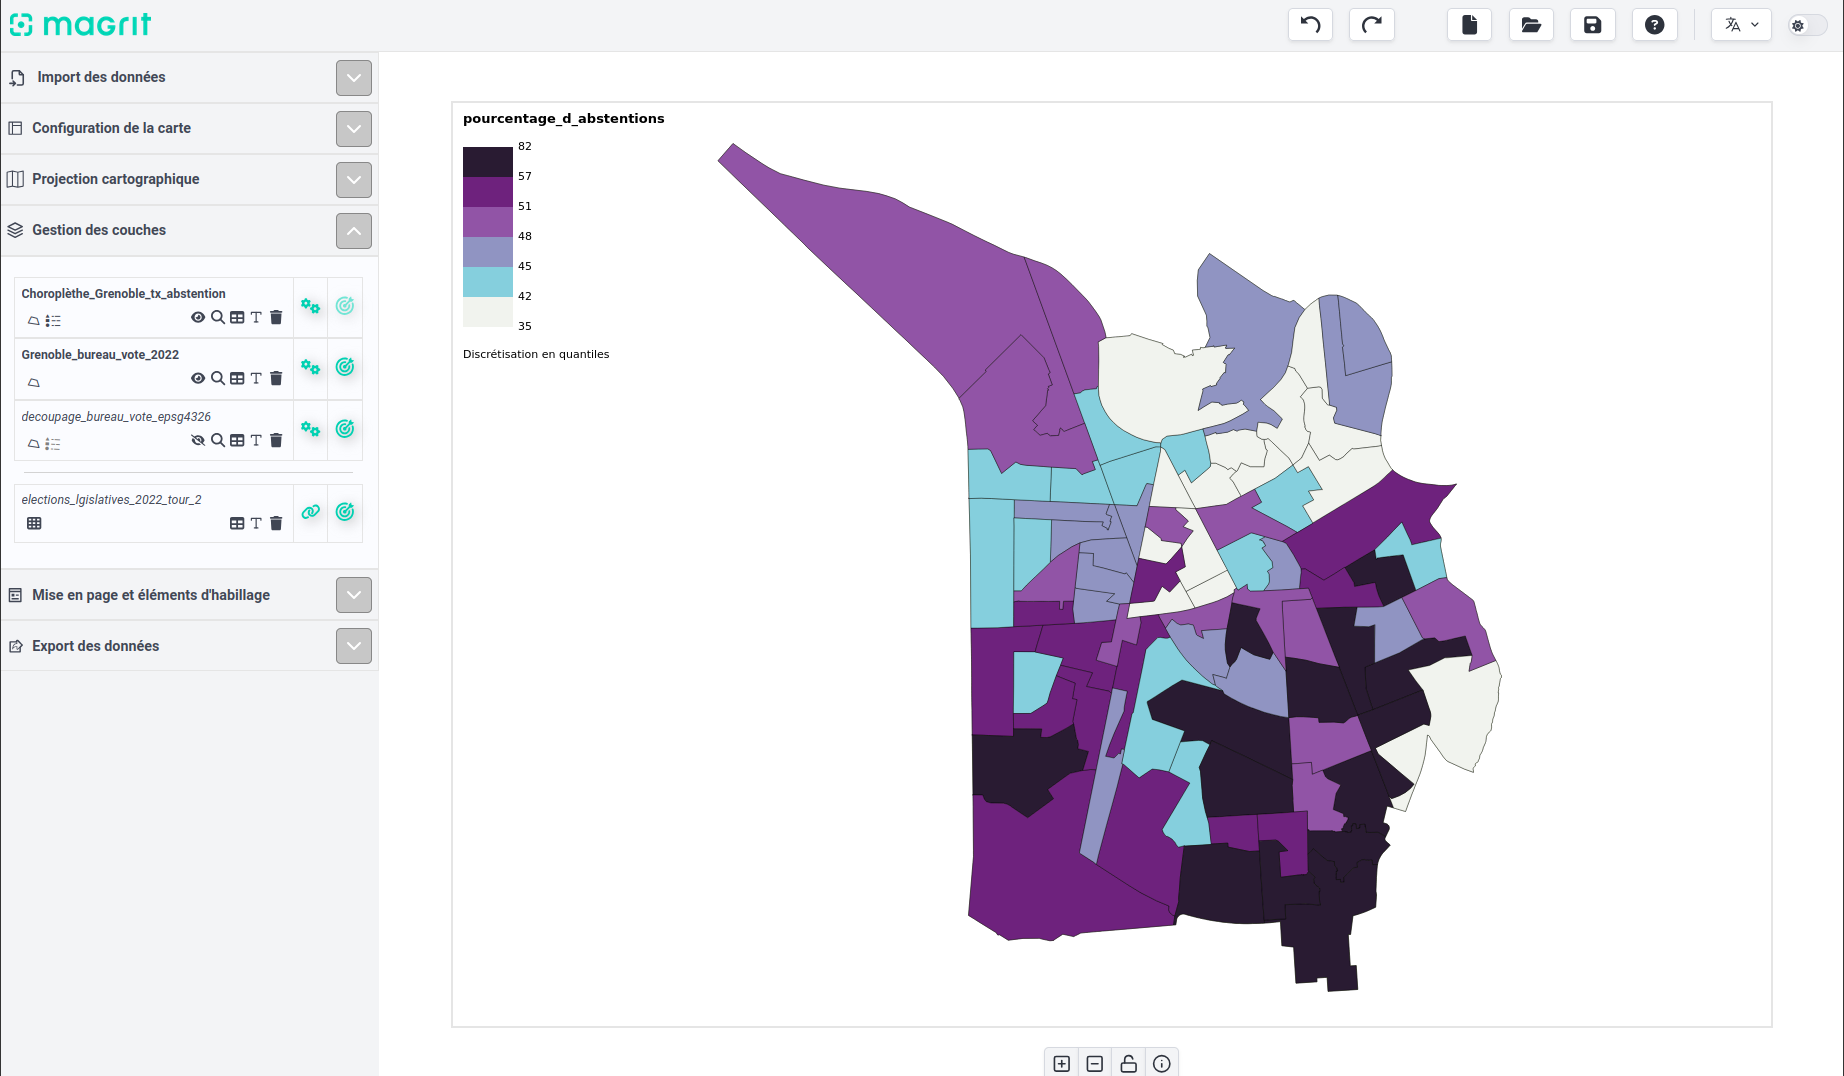 magrit
Import des données
Configuration de la carte
Projection cartographique
Gestion des couches
Choroplèthe_Grenoble_tx_abstention
Grenoble_bureau_vote_2022
decoupage_bureau_vote_epsg4326
elections_lgislatives_2022_tour_2
Mise en page et éléments d'habillage
Export des données
pourcentage_d_abstentions
82
57
51
48
45
42
35
Discrétisation en quantiles